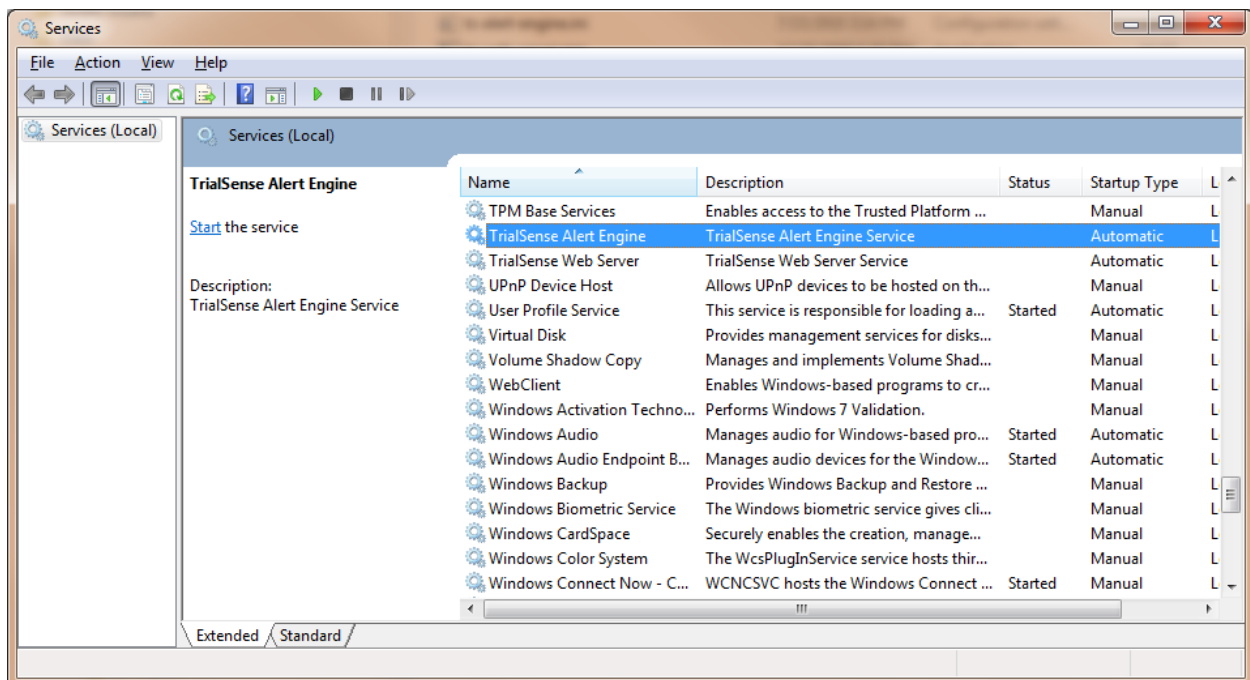 Services
File Action View Help
Services (Local)
Services (Local)
TrialSense Alert Engine
Start the service
Description:
TrialSense Alert Engine Service
Name Description Status Startup Type L
TPM Base Services Enables access to the Trusted Platform ... Manual L
TrialSense Alert Engine TrialSense Alert Engine Service Automatic L
TrialSense Web Server TrialSense Web Server Service Automatic L
UPnP Device Host Allows UPnP devices to be hosted on th... Manual L
User Profile Service This service is responsible for loading a... Started Automatic L
Virtual Disk Provides management services for disks... Manual L
Volume Shadow Copy Manages and implements Volume Shad... Manual L
WebClient Enables Windows-based programs to cr... Manual L
Windows Activation Techno... Performs Windows 7 Validation. Manual L
Windows Audio Manages audio for Windows-based pro... Started Automatic L
Windows Audio Endpoint B... Manages audio devices for the Window... Started Automatic L
Windows Backup Provides Windows Backup and Restore ... Manual L
Windows Biometric Service The Windows biometric service gives cli... Manual L
Windows CardSpace Securely enables the creation, manage... Manual L
Windows Color System The WcsPlugInService service hosts thir... Manual L
Windows Connect Now - C... WCNCSVC hosts the Windows Connect ... Started Manual L
Extended Standard